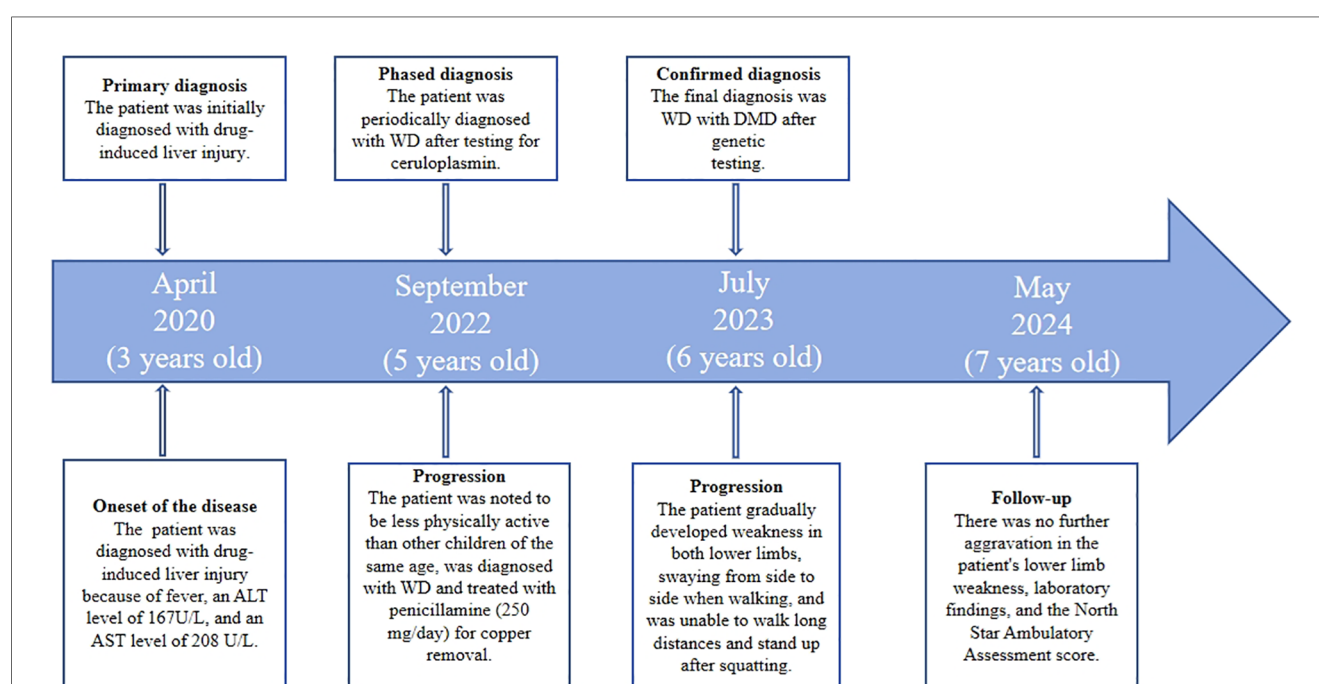 Primary diagnosis
The patient was initially
diagnosed with drug-
induced liver injury.
Phased diagnosis
The patient was
periodically diagnosed
with WD after testing for
ceruloplasmin.
Confirmed diagnosis
The final diagnosis was
WD with DMD after
genetic
testing.
April
2020
(3 years old)
September
2022
(5 years old)
July
2023
(6 years old)
May
2024
(7 years old)
Oneset of the disease
The patient was
diagnosed with drug-
induced liver injury
because of fever, an ALT
level of 167U/L, and an
AST level of 208 U/L.
Progression
The patient was noted to
be less physically active
than other children of the
same age, was diagnosed
with WD and treated with
penicillamine (250
mg/day) for copper
removal.
Progression
The patient gradually
developed weakness in
both lower limbs,
swaying from side to
side when walking, and
was unable to walk long
distances and stand up
after squatting.
Follow-up
There was no further
aggravation in the
patient's lower limb
weakness, laboratory
findings, and the North
Star Ambulatory
Assessment score.